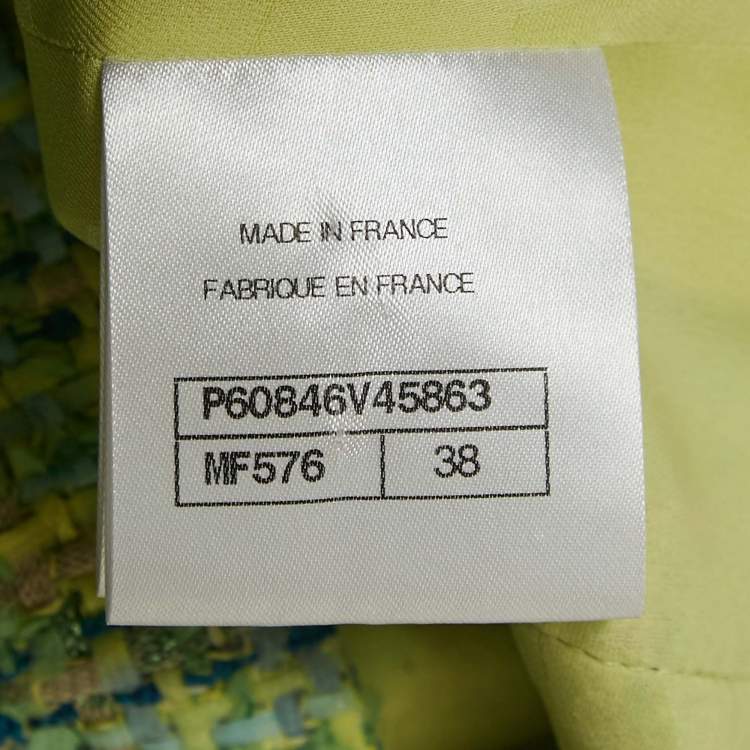 MADE IN FRANCE
FABRIQUE EN FRANCE
P60846V45863
MF576 38